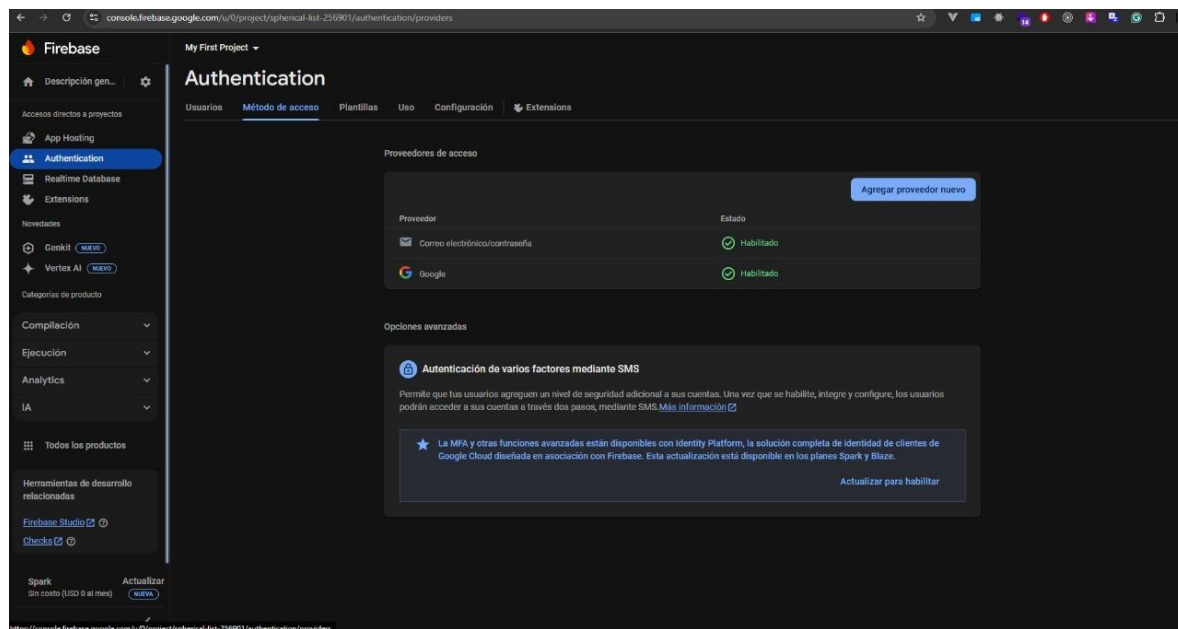 console.firebase.google.com/u/0/project/spherical-list-256901/authentication/providers
14
Firebase
My First Project
Descripción gen...
Authentication
Usuarios Método de acceso Plantillas Uso Configuración Extensions
Accesos directos a proyectos
App Hosting
Authentication
Realtime Database
Extensions
Novedades
Genkit NUEVO
Vertex AI NUEVO
Categorías de producto
Compilación
Ejecución
Analytics
IA
Todos los productos
Herramientas de desarrollo
relacionadas
Firebase Studio
Checks
Spark Actualizar
Sin costo (USD 0 al mes) NUEVA
Proveedores de acceso
Agregar proveedor nuevo
Proveedor Estado
Correo electrónico/contraseña Habilitado
Google Habilitado
Opciones avanzadas
Autenticación de varios factores mediante SMS
Permite que tus usuarios agreguen un nivel de seguridad adicional a sus cuentas. Una vez que se habilite, integre y configure, los usuarios
podrán acceder a sus cuentas a través dos pasos, mediante SMS.Más información
La MFA y otras funciones avanzadas están disponibles con Identity Platform, la solución completa de identidad de clientes de
Google Cloud diseñada en asociación con Firebase. Esta actualización está disponible en los planes Spark y Blaze.
Actualizar para habilitar